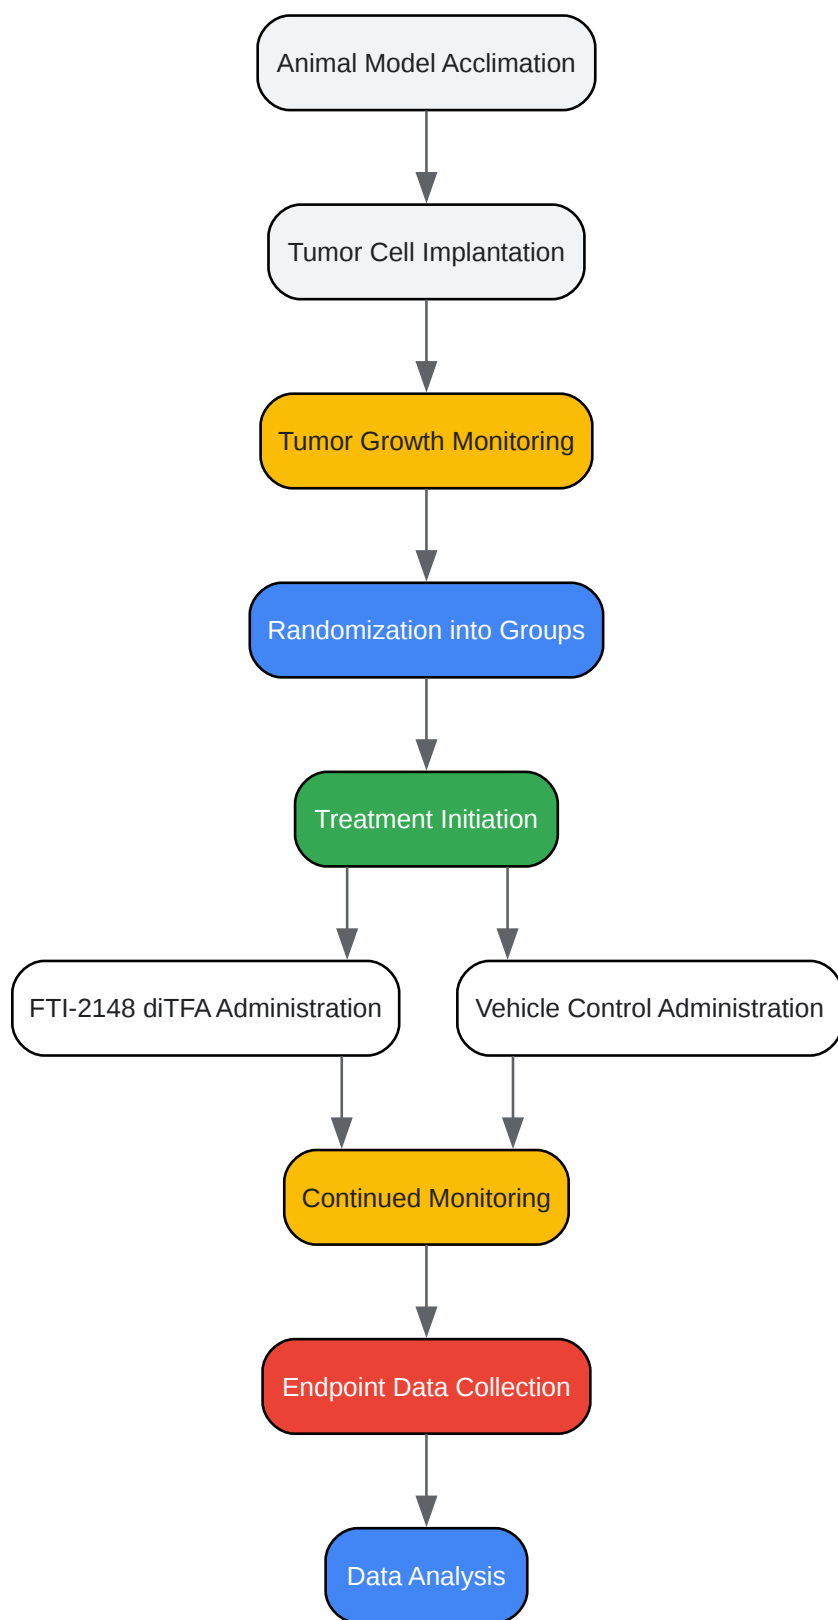 Animal Model Acclimation
Tumor Cell Implantation
Tumor Growth Monitoring
Randomization into Groups
Treatment Initiation
FTI-2148 diTFA Administration
Vehicle Control Administration
Continued Monitoring
Endpoint Data Collection
Data Analysis